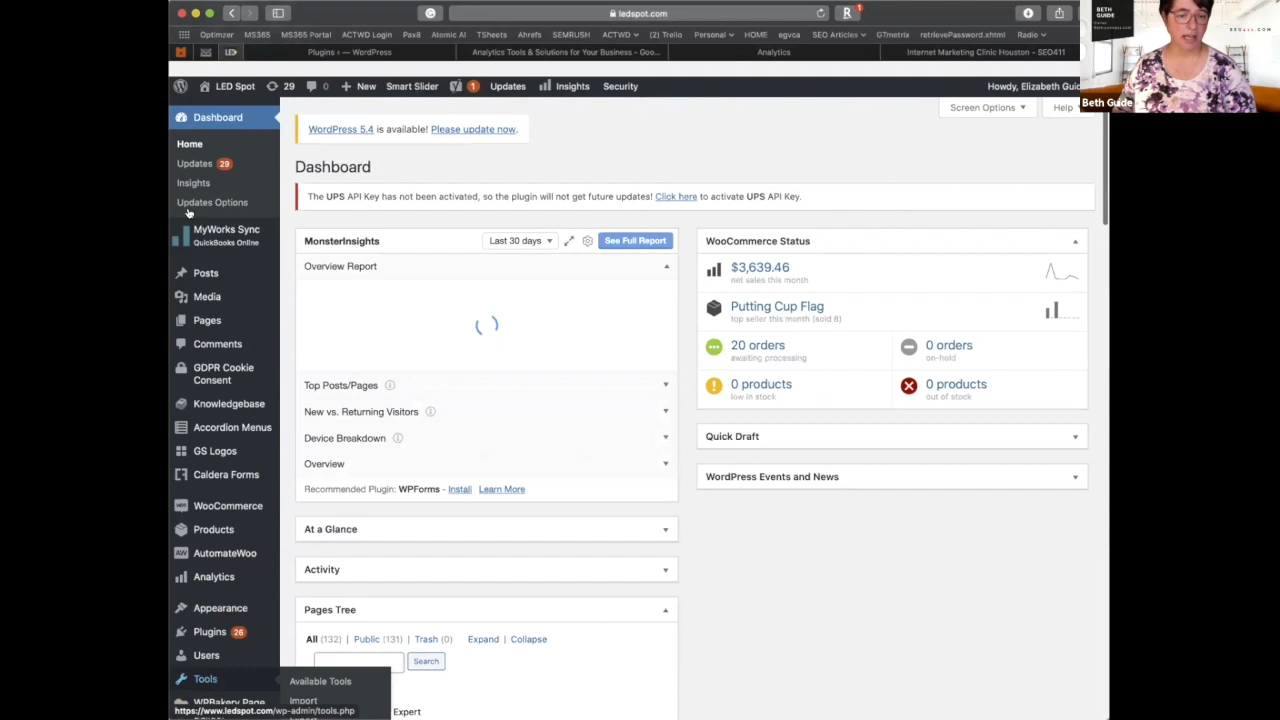 ledspot.com
R 1
Optimzer MS365 MS365 Portal ACTWD Login Pax8 Atomic AI TSheets Ahrefs SEMRUSH ACTWD (2) Trello Personal HOME egvca SEO Articles GTmetrix retrievePassword.xhtml Radio
Plugins ‹ — WordPress Analytics Tools & Solutions for Your Business - Goo... Analytics Internet Marketing Clinic Houston - SEO411
BETH
GUIDE
SEO411.COM
Beth Guide
LED Spot 29 0 New Smart Slider 1 Updates Insights Security Howdy, Elizabeth Guid
Screen Options Help
Dashboard
Home
Updates 29
Insights
Updates Options
MyWorks Sync
QuickBooks Online
Posts
Media
Pages
Comments
GDPR Cookie
Consent
Knowledgebase
Accordion Menus
GS Logos
Caldera Forms
WooCommerce
Products
AutomateWoo
Analytics
Appearance
Plugins 26
Users
Tools
WPBakery Page
Available Tools
Import
https://www.ledspot.com/wp-admin/tools.php
WordPress 5.4 is available! Please update now.
Dashboard
The UPS API Key has not been activated, so the plugin will not get future updates! Click here to activate UPS API Key.
MonsterInsights Last 30 days See Full Report
Overview Report
Top Posts/Pages
New vs. Returning Visitors
Device Breakdown
Overview
Recommended Plugin: WPForms - Install Learn More
At a Glance
Activity
Pages Tree
All (132) | Public (131) | Trash (0) Expand | Collapse
Search
Expert
WooCommerce Status
$3,639.46
net sales this month
Putting Cup Flag
top seller this month (sold 8)
20 orders
awaiting processing
0 orders
on-hold
0 products
low in stock
0 products
out of stock
Quick Draft
WordPress Events and News